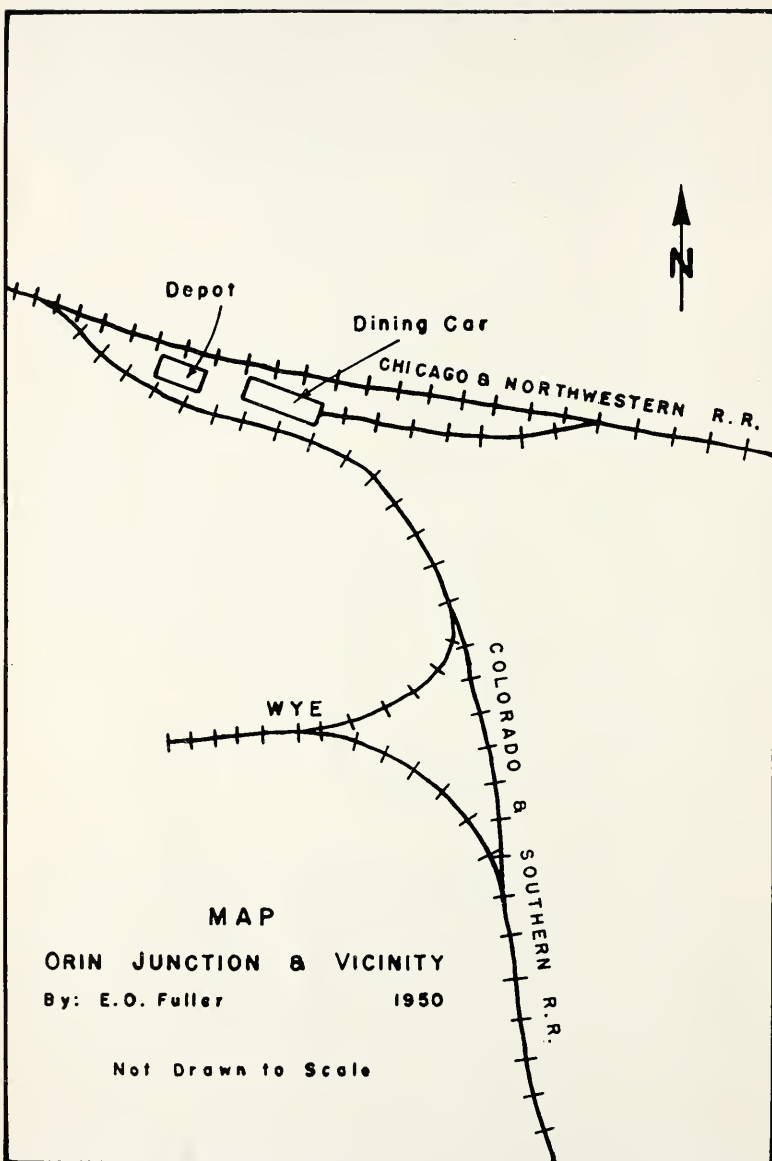 N
Depot
Dining Car
CHICAGO & NORTHWESTERN R.R.
WYE
COLORADO & SOUTHERN R.R.
MAP
ORIN JUNCTION & VICINITY
By: E.O. Fuller 1950
Not Drawn to Scale